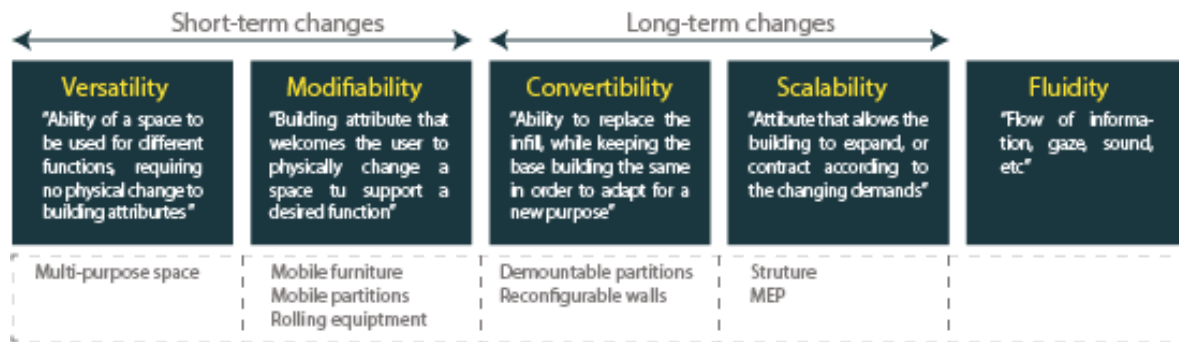 Short-term changes
Long-term changes
Versatility
"Ability of a space to
be used for different
functions, requiring
no physical change to
building attriburtes"
Modifiability
"Building attribute that
welcomes the user to
physically change a
space tu support a
desired function"
Convertibility
"Ability to replace the
infill, while keeping the
base building the same
in order to adapt for a
new purpose"
Scalability
"Attibute that allows the
building to expand, or
contract according to
the changing demands"
Fluidity
"Flow of informa-
tion, gaze, sound,
etc"
Multi-purpose space
Mobile furniture
Mobile partitions
Rolling equiptment
Demountable partitions
Reconfigurable walls
Struture
MEP